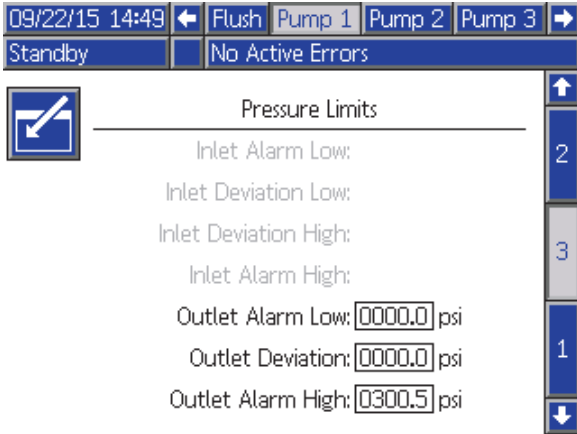 09/22/15 14:49 Flush Pump 1 Pump 2 Pump 3
Standby No Active Errors
Pressure Limits
Inlet Alarm Low:
2
Inlet Deviation Low:
Inlet Deviation High:
3
Inlet Alarm High:
Outlet Alarm Low: 0000.0 psi
Outlet Deviation: 0000.0 psi
1
Outlet Alarm High: 0300.5 psi